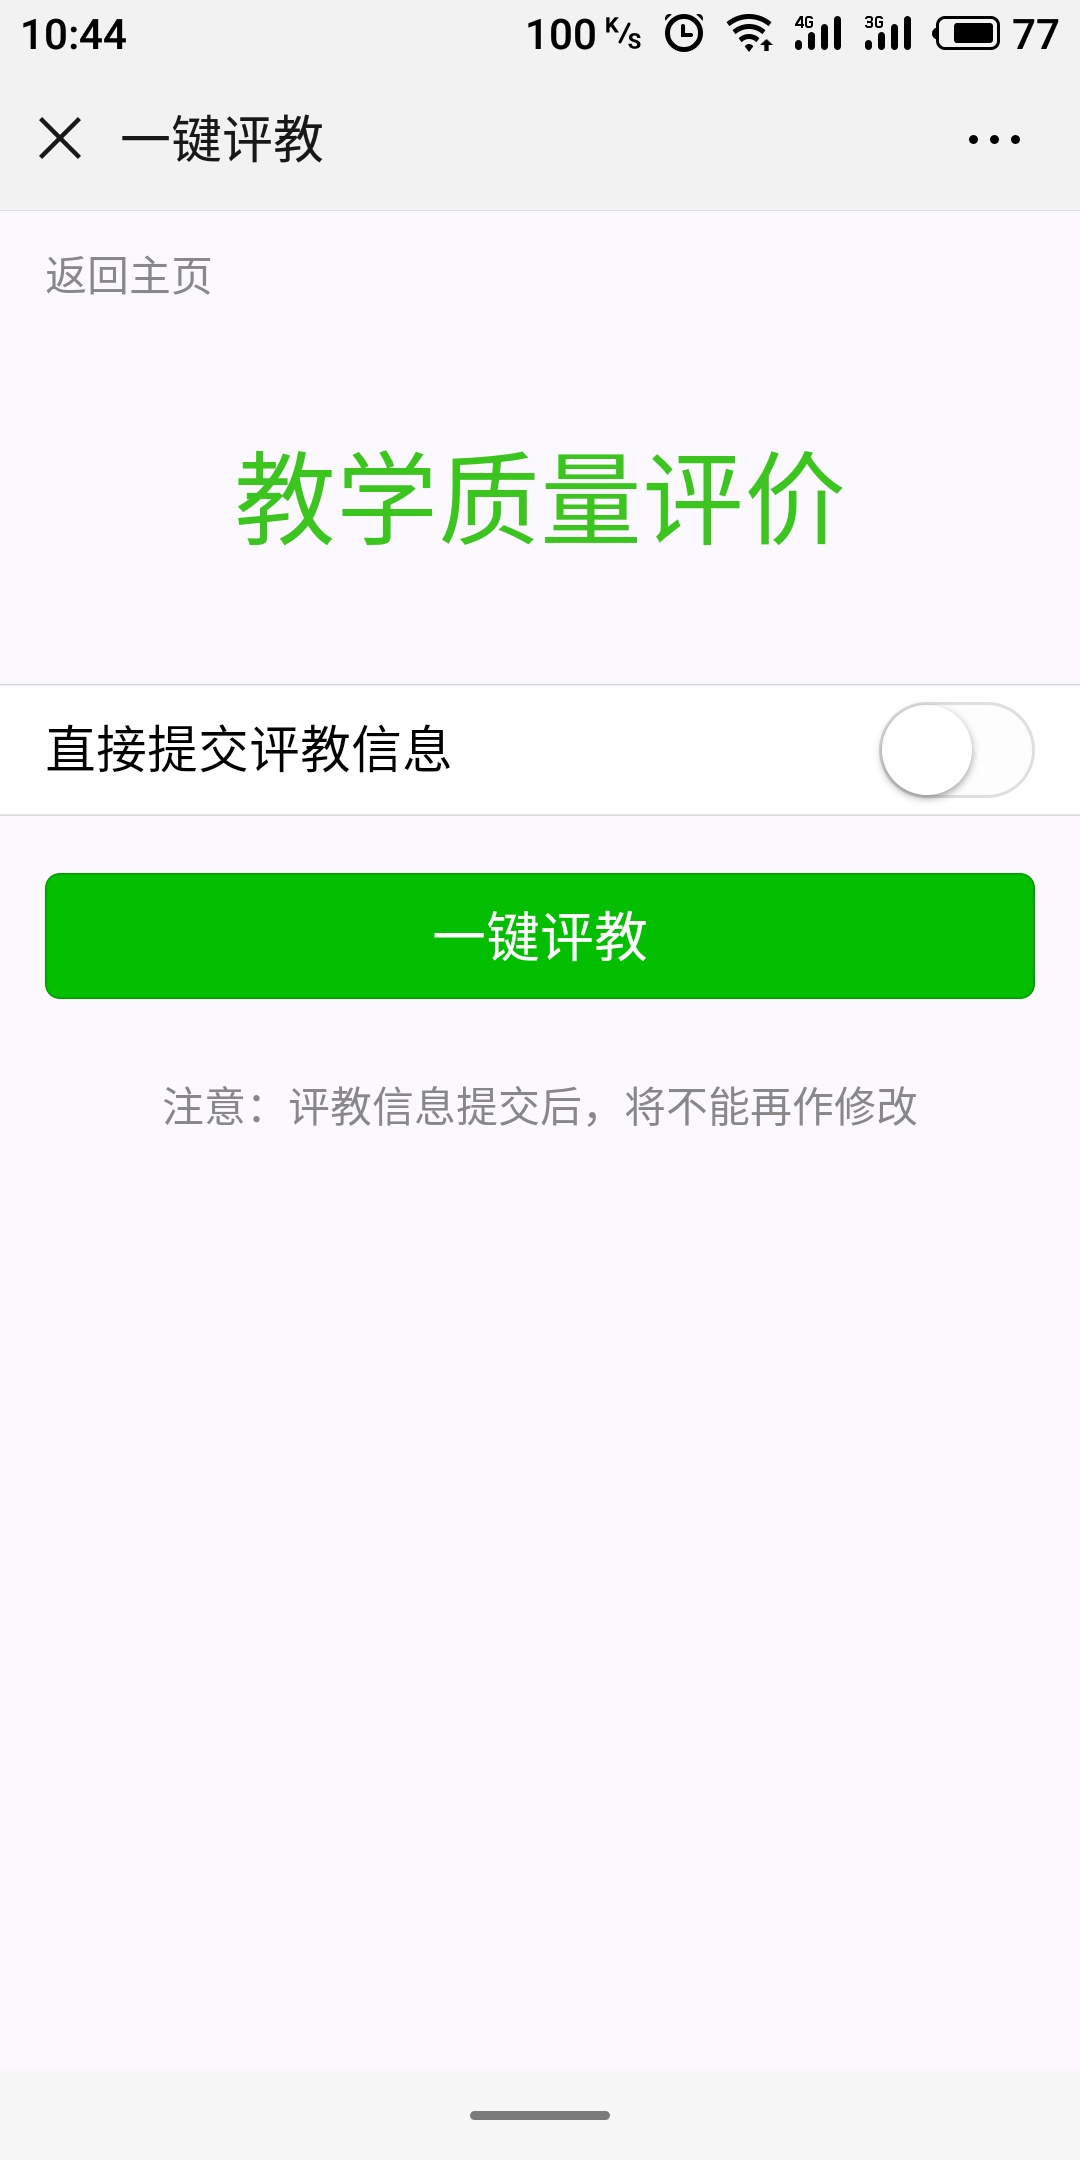 10:44 100 K/s 4G 3G 77
一键评教
返回主页
教学质量评价
直接提交评教信息
一键评教
注意：评教信息提交后，将不能再作修改